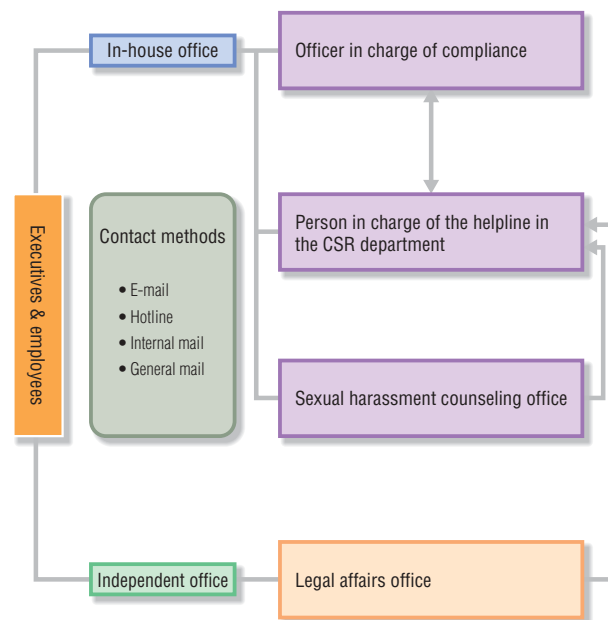 In-house office
Officer in charge of compliance
Executives & employees
Contact methods
• E-mail
• Hotline
• Internal mail
• General mail
Person in charge of the helpline in
the CSR department
Sexual harassment counseling office
Independent office
Legal affairs office